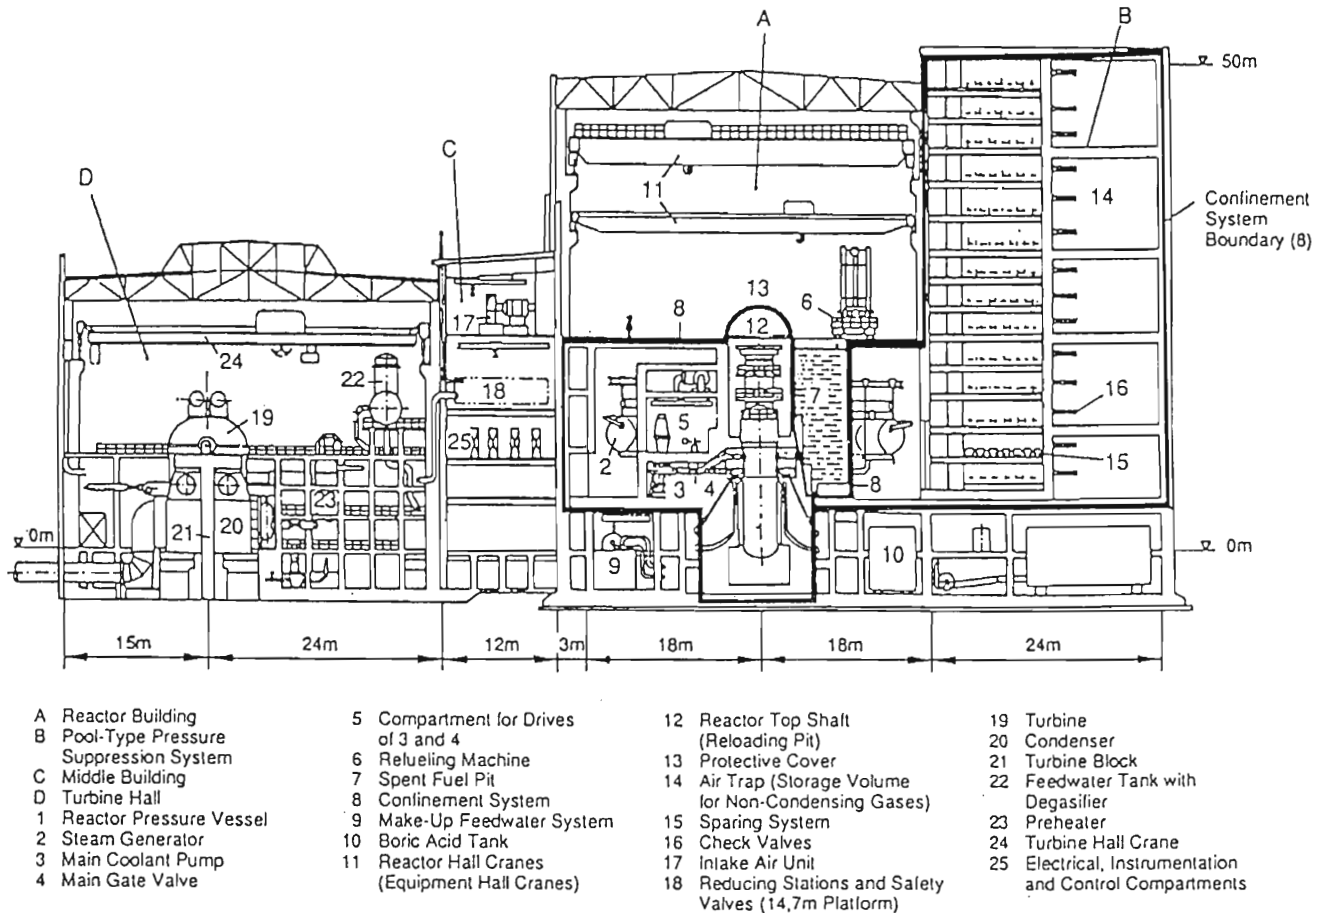 A
B
50m
C
D
11
14
Confinement
System
Boundary (8)
13
6
17
8
12
24
22
18
7
16
19
5
25
2
15
3
4
8
23
0m
21
20
1
10
0m
9
15m
24m
12m
3m
18m
18m
24m
A Reactor Building
B Pool-Type Pressure
Suppression System
C Middle Building
D Turbine Hall
1 Reactor Pressure Vessel
2 Steam Generator
3 Main Coolant Pump
4 Main Gate Valve
5 Compartment for Drives
of 3 and 4
6 Refueling Machine
7 Spent Fuel Pit
8 Confinement System
9 Make-Up Feedwater System
10 Boric Acid Tank
11 Reactor Hall Cranes
(Equipment Hall Cranes)
12 Reactor Top Shaft
(Reloading Pit)
13 Protective Cover
14 Air Trap (Storage Volume
for Non-Condensing Gases)
15 Sparing System
16 Check Valves
17 Intake Air Unit
18 Reducing Stations and Safety
Valves (14,7m Platform)
19 Turbine
20 Condenser
21 Turbine Block
22 Feedwater Tank with
Degasifier
23 Preheater
24 Turbine Hall Crane
25 Electrical, Instrumentation
and Control Compartments